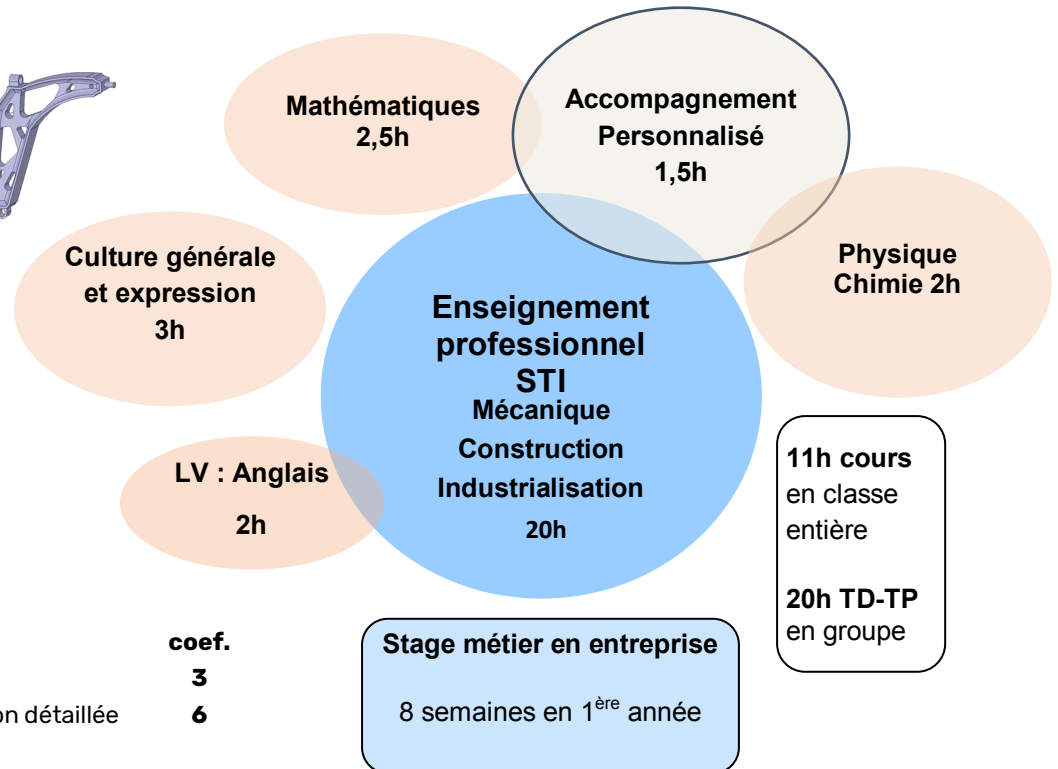 Mathématiques
2,5h
Accompagnement
Personnalisé
1,5h
Culture générale
et expression
3h
Physique
Chimie 2h
Enseignement
professionnel
STI
Mécanique
Construction
Industrialisation
20h
LV : Anglais
2h
11h cours
en classe
entière
20h TD-TP
en groupe
coef.
3
on détaillée 6
Stage métier en entreprise
8 semaines en 1ère année